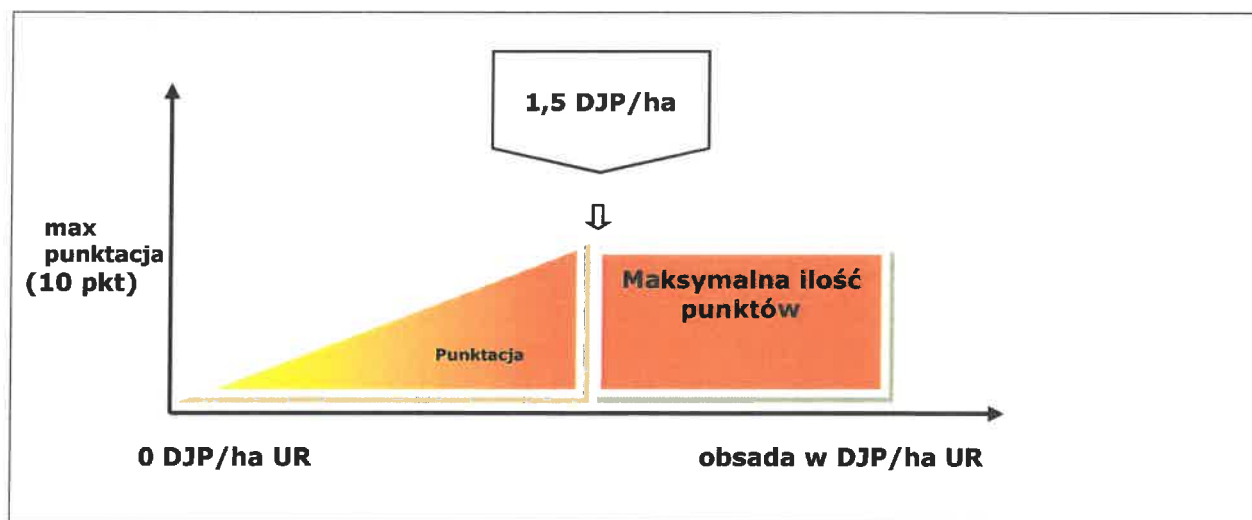 1,5 DJP/ha
max
punktacja
(10 pkt)
Maksymalna ilość
punktów
Punktacja
0 DJP/ha UR
obsada w DJP/ha UR